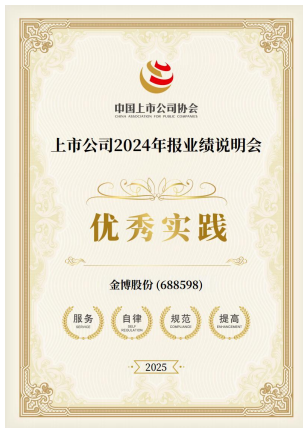 中国上市公司协会
CHINA ASSOCIATION FOR PUBLIC COMPANIES
上市公司2024年报业绩说明会
优秀实践
金博股份 (688598)
服务 自律 规范 提高
SERVICE SELF REGULATION COMPLIANCE ENHANCEMENT
2025